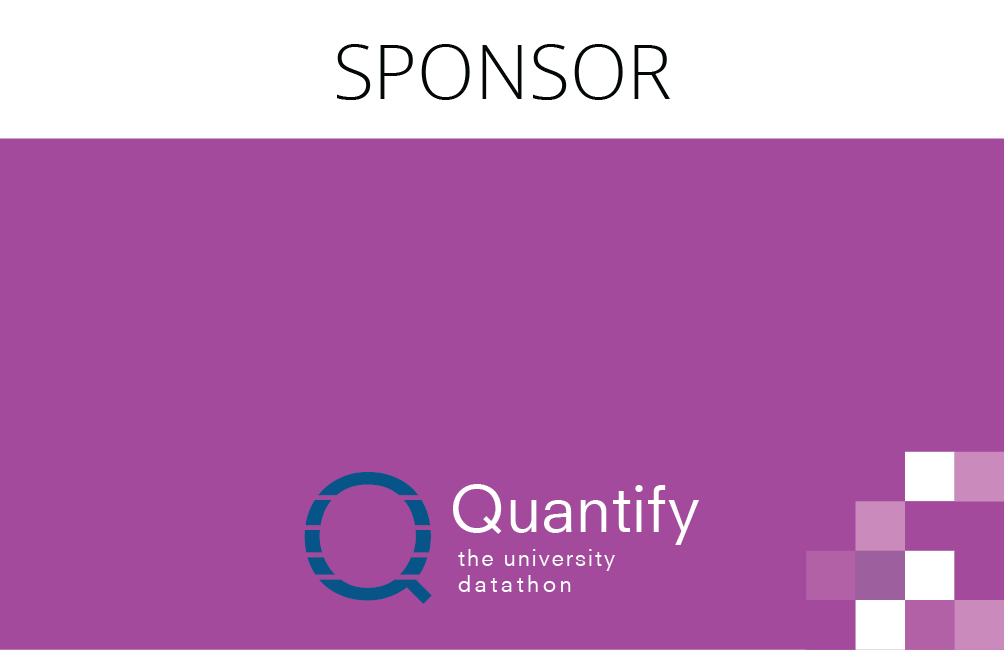 SPONSOR
Quantify
the university
datathon